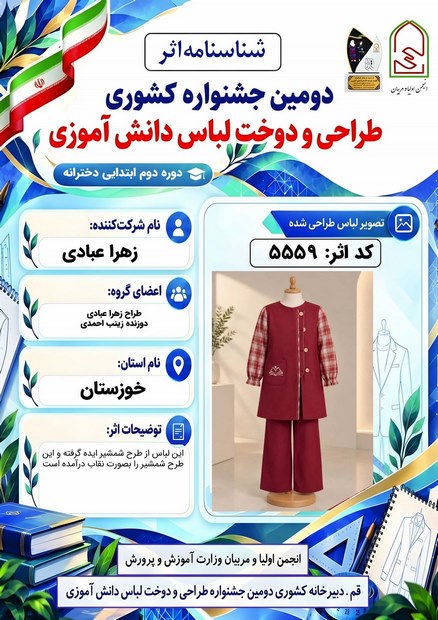 شناسنامه اثر
انجمن اولیا و مربیان
دومین جشنواره کشوری
طراحی و دوخت لباس دانش آموزی
دوره دوم ابتدایی دخترانه
نام شرکت‌کننده:
زهرا عبادی
اعضای گروه:
طراح زهرا عبادی
دوزنده زینب احمدی
نام استان:
خوزستان
توضیحات اثر:
این لباس از طرح شمشیر ایده گرفته و این
طرح شمشیر را بصورت نقاب درآمده است
تصویر لباس طراحی شده
کد اثر: ۵۵۵۹
انجمن اولیا و مربیان وزارت آموزش و پرورش
قم . دبیرخانه کشوری دومین جشنواره طراحی و دوخت لباس دانش آموزی